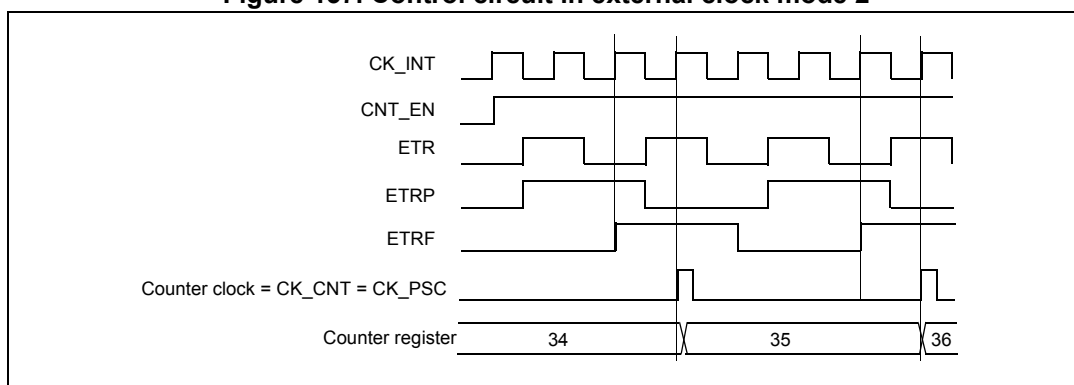 Figure Control circuit in external clock mode 2
CK_INT
CNT_EN
ETR
ETRP
ETRF
Counter clock = CK_CNT = CK_PSC
Counter register 34 35 36